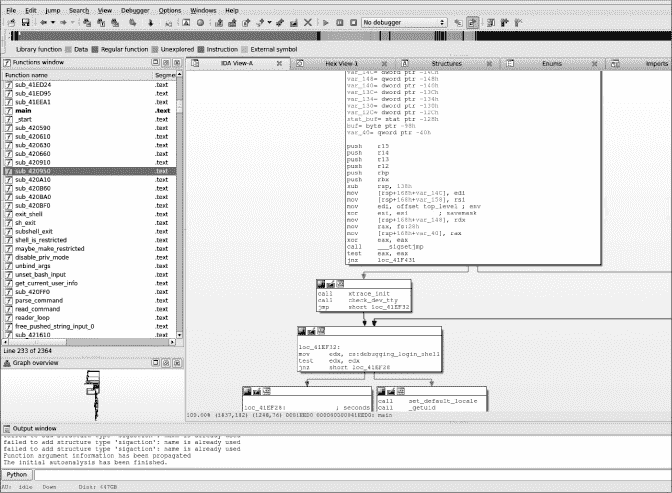 File Edit Jump Search View Debugger Options Windows Help
No debugger
Library function Data Regular function Unexplored Instruction External symbol
Functions window
Function name Segme
sub_41ED24 .text
sub_41ED95 .text
sub_41EEA1 .text
main .text
_start .text
sub_420590 .text
sub_420610 .text
sub_420630 .text
sub_420660 .text
sub_420910 .text
sub_420950 .text
sub_420A10 .text
sub_420B60 .text
sub_420BA0 .text
sub_420BF0 .text
exit_shell .text
sh_exit .text
subshell_exit .text
shell_is_restricted .text
maybe_make_restricted .text
disable_priv_mode .text
unbind_args .text
unset_bash_input .text
get_current_user_info .text
sub_420FF0 .text
parse_command .text
read_command .text
reader_loop .text
free_pushed_string_input_0 .text
sub_421610 .text
Line 233 of 2364
Graph overview
IDA View-A Hex View-1 Structures Enums Imports
var_14C= dword ptr -14Ch
var_148= qword ptr -148h
var_140= dword ptr -140h
var_13C= dword ptr -13Ch
var_134= dword ptr -134h
var_130= dword ptr -130h
var_12C= dword ptr -12Ch
stat_buf= stat ptr -128h
buf= byte ptr -98h
var_40= qword ptr -40h
push r15
push r14
push r13
push r12
push rbp
push rbx
sub rsp, 138h
mov [rsp+168h+var_14C], edi
mov [rsp+168h+var_158], rsi
mov edi, offset top_level ; env
xor esi, esi ; savemask
mov [rsp+168h+var_148], rdx
mov rax, fs:28h
mov [rsp+168h+var_40], rax
xor eax, eax
call ___sigsetjmp
test eax, eax
jnz loc_41F431
call xtrace_init
call check_dev_tty
jmp short loc_41EF32
loc_41EF32:
mov edx, cs:debugging_login_shell
test edx, edx
jnz short loc_41EF28
loc_41EF28: ; seconds
call set_default_locale
call _getuid
100.00% (1837,182) (1248,76) 0001EED0 000000000041EED0: main
Output window
failed to add structure type 'sigaction': name is already used
failed to add structure type 'sigaction': name is already used
Function argument information has been propagated
The initial autoanalysis has been finished.
Python
AU: idle Down Disk: 447GB